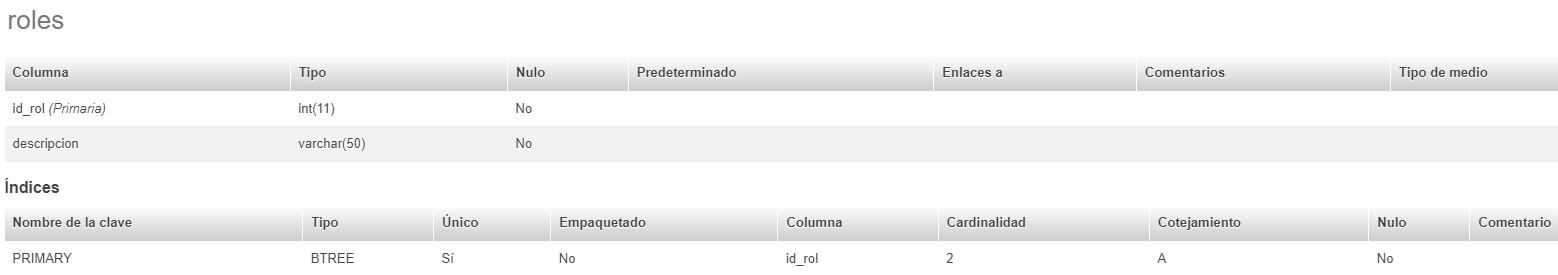 roles
Columna Tipo Nulo Predeterminado Enlaces a Comentarios Tipo de medio
id_rol (Primaria) int(11) No
descripcion varchar(50) No
Índices
Nombre de la clave Tipo Único Empaquetado Columna Cardinalidad Cotejamiento Nulo Comentario
PRIMARY BTREE Sí No id_rol 2 A No